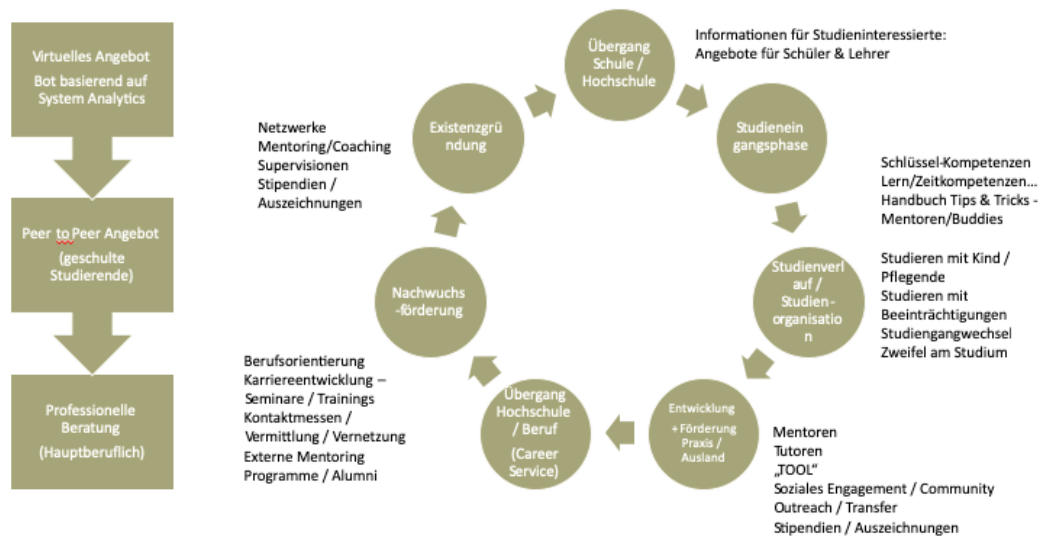 Virtuelles Angebot
Bot basierend auf
System Analytics
Peer to Peer Angebot
(geschulte
Studierende)
Professionelle
Beratung
(Hauptberuflich)
Übergang
Schule /
Hochschule
Informationen für Studieninteressierte:
Angebote für Schüler & Lehrer
Studienein
gangsphase
Schlüssel-Kompetenzen
Lern/Zeitkompetenzen...
Handbuch Tips & Tricks -
Mentoren/Buddies
Studienverl
auf /
Studien-
organisatio
n
Studieren mit Kind /
Pflegende
Studieren mit
Beeinträchtigungen
Studiengangwechsel
Zweifel am Studium
Entwicklung
+ Förderung
Praxis /
Ausland
Mentoren
Tutoren
„TOOL“
Soziales Engagement / Community
Outreach / Transfer
Stipendien / Auszeichnungen
Übergang
Hochschule
/ Beruf
(Career
Service)
Berufsorientierung
Karriereentwicklung –
Seminare / Trainings
Kontaktmessen /
Vermittlung / Vernetzung
Externe Mentoring
Programme / Alumni
Nachwuchs
-förderung
Existenzgrü
ndung
Netzwerke
Mentoring/Coaching
Supervisionen
Stipendien /
Auszeichnungen